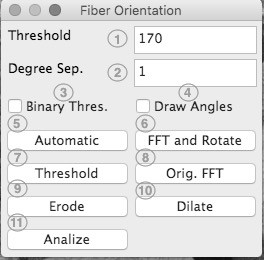 Fiber Orientation
Threshold 1 170
Degree Sep. 2 1
3 4
Binary Thres. Draw Angles
5 6
Automatic FFT and Rotate
7 8
Threshold Orig. FFT
9 10
Erode Dilate
11
Analize